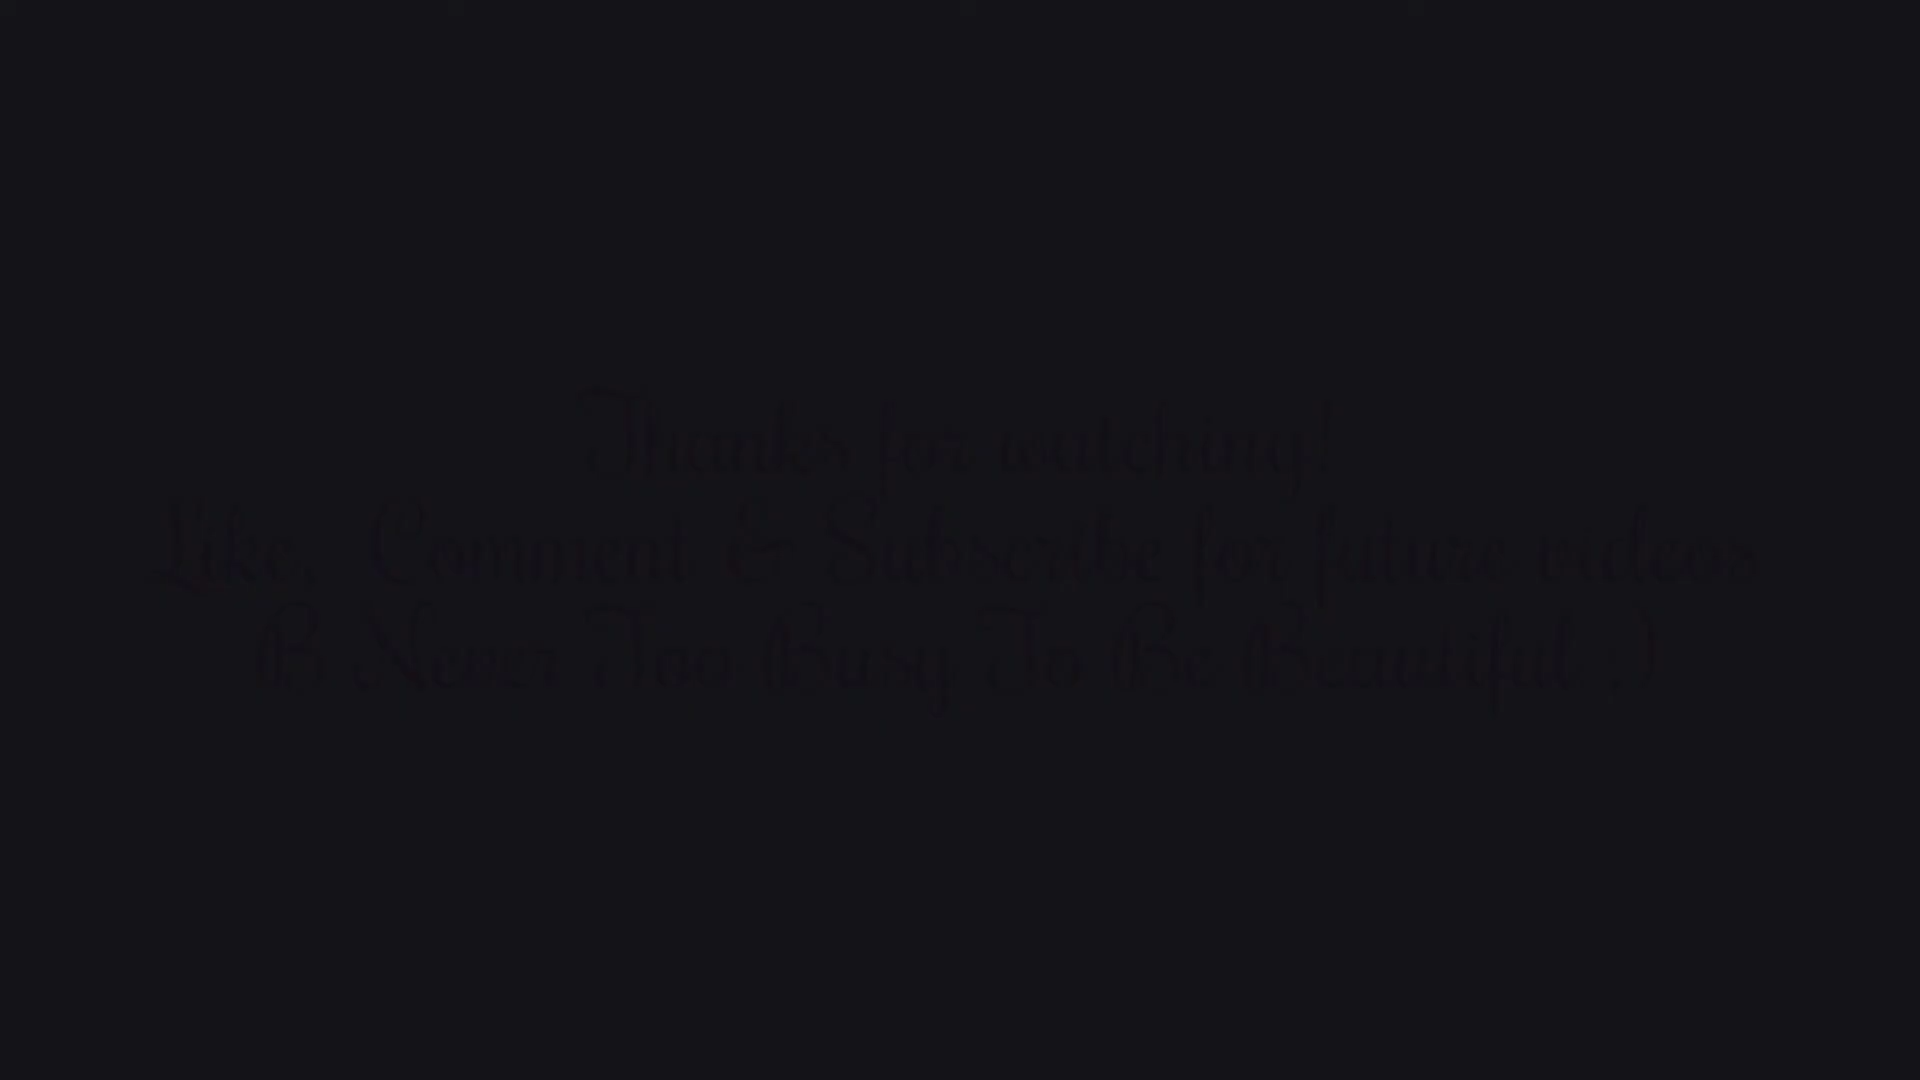 Thanks for watching!
Like, Comment & Subscribe for future videos
B Never Too Busy To Be Beautiful :)